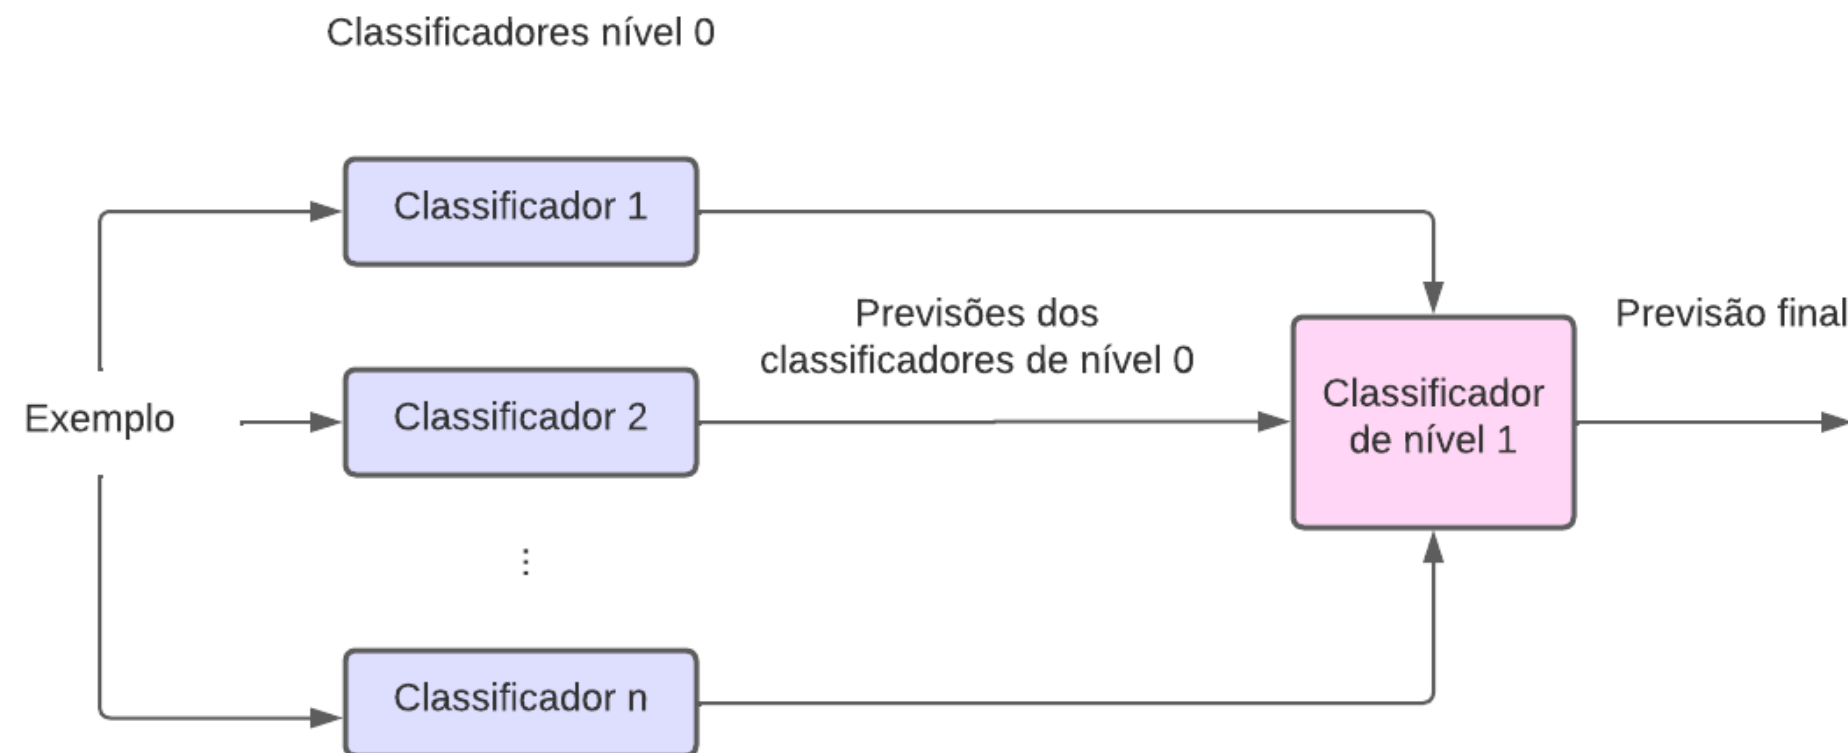 Classificadores nível 0
Classificador 1
Previsões dos
classificadores de nível 0
Previsão final
Exemplo
Classificador 2
Classificador
de nível 1
⋮
Classificador n